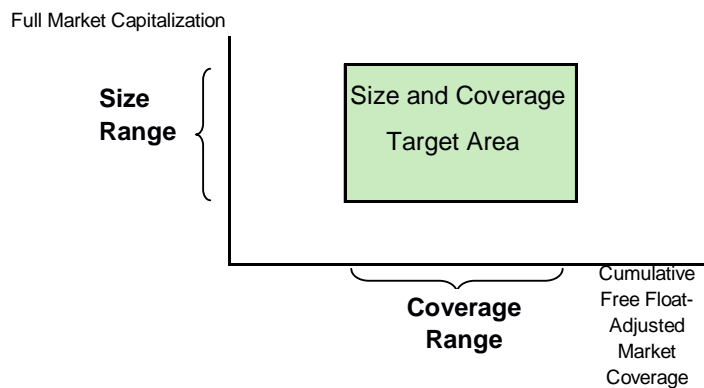 Full Market Capitalization
Size
Range
Size and Coverage
Target Area
Coverage
Range
Cumulative
Free Float-
Adjusted
Market
Coverage